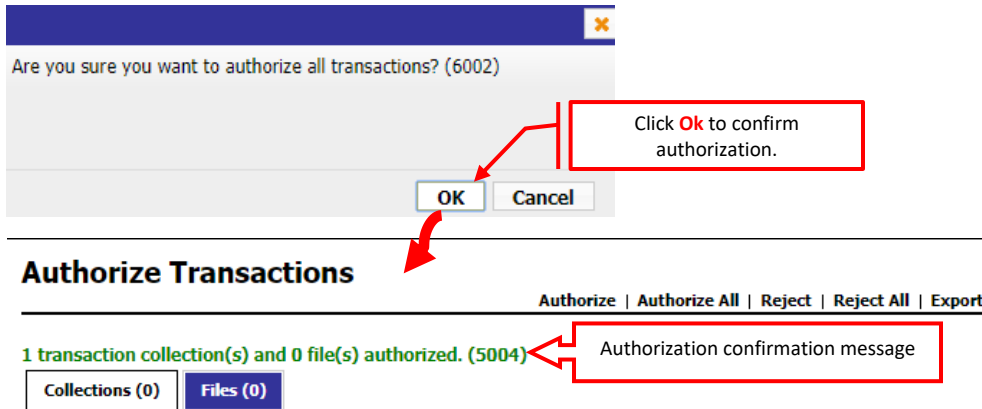 Are you sure you want to authorize all transactions? (6002)
Click Ok to confirm
authorization.
OK Cancel
Authorize Transactions
Authorize | Authorize All | Reject | Reject All | Export
1 transaction collection(s) and 0 file(s) authorized. (5004)
Authorization confirmation message
Collections (0) Files (0)